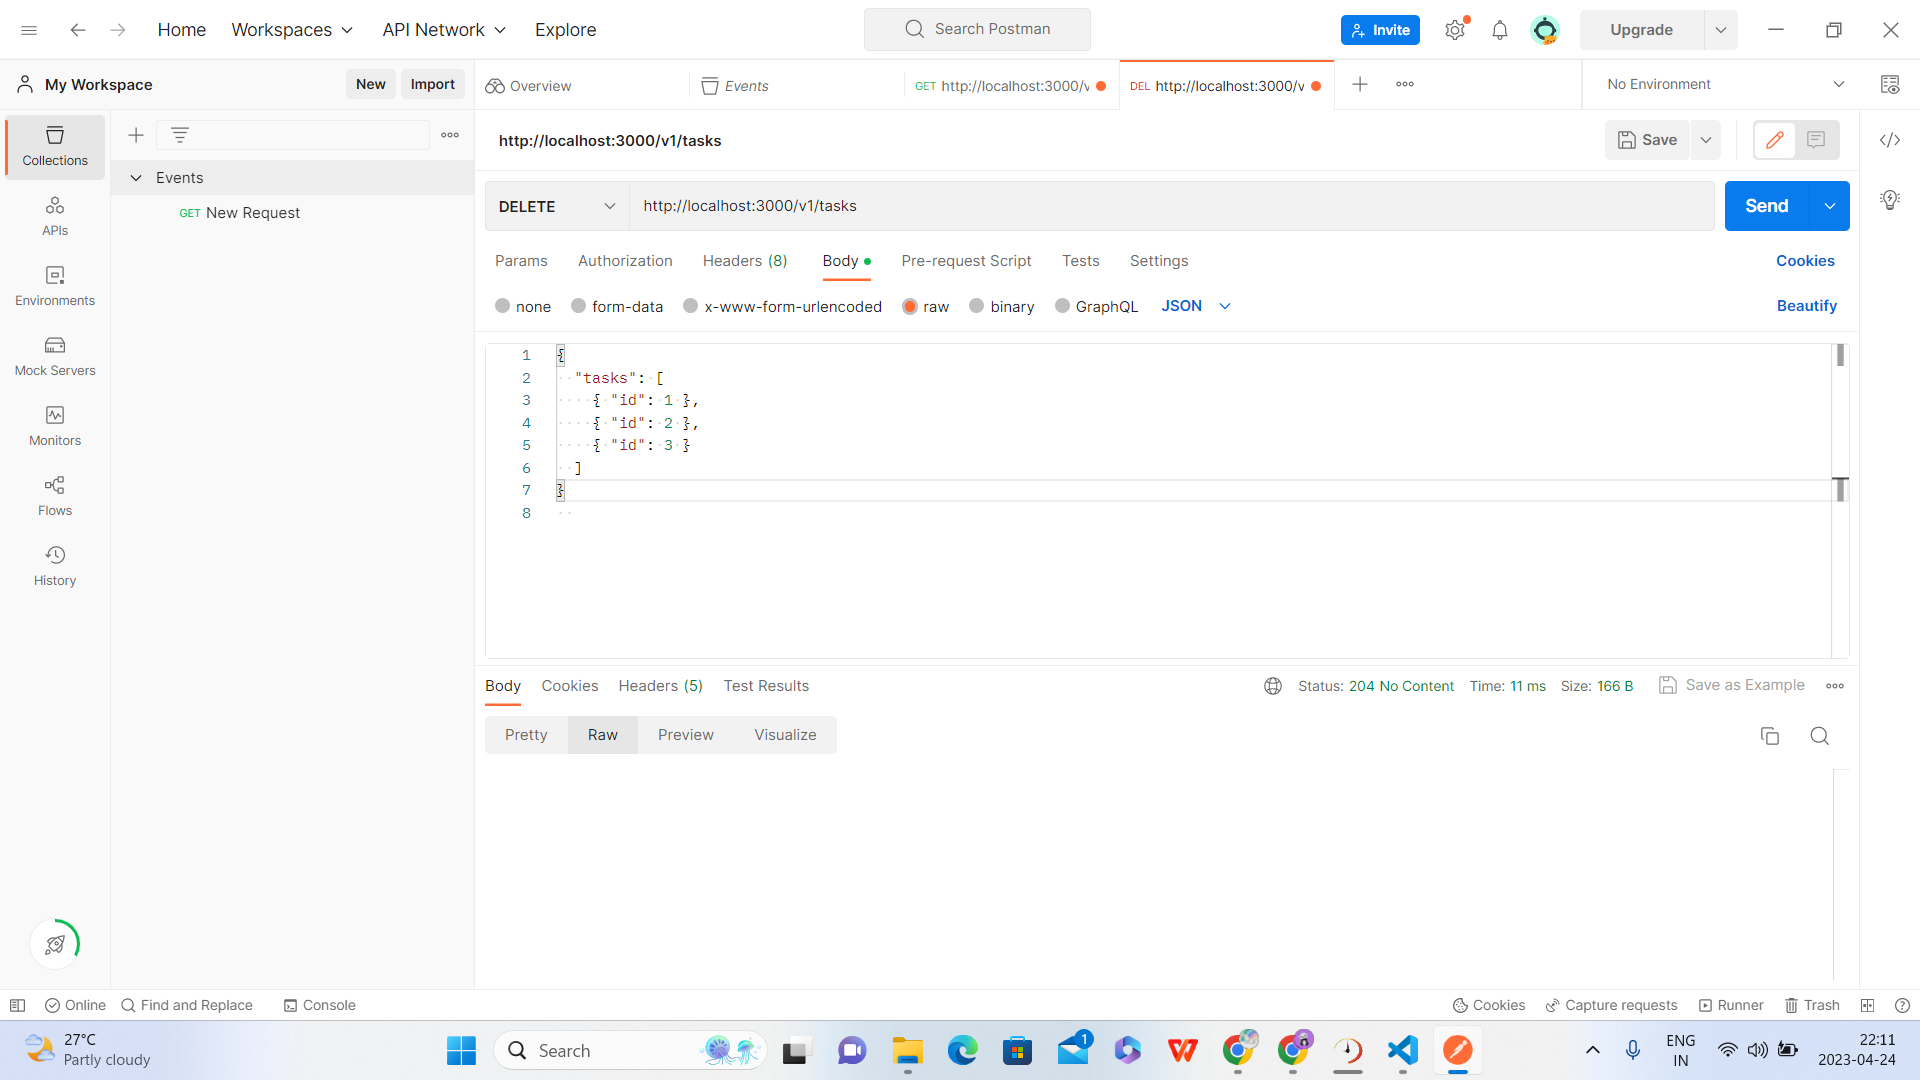 Home Workspaces API Network Explore Search Postman Invite Upgrade
My Workspace New Import Overview Events GET http://localhost:3000/v DEL http://localhost:3000/v No Environment
Collections
APIs
Environments
Mock Servers
Monitors
Flows
History
Events
GET New Request
http://localhost:3000/v1/tasks Save
DELETE http://localhost:3000/v1/tasks Send
Params Authorization Headers (8) Body Pre-request Script Tests Settings Cookies
none form-data x-www-form-urlencoded raw binary GraphQL JSON Beautify
1 {
2 "tasks": [
3 { "id": 1 },
4 { "id": 2 },
5 { "id": 3 }
6 ]
7 }
8
Body Cookies Headers (5) Test Results Status: 204 No Content Time: 11 ms Size: 166 B Save as Example
Pretty Raw Preview Visualize
Online Find and Replace Console Cookies Capture requests Runner Trash
27°C
Partly cloudy
Search
1
ENG
IN
22:11
2023-04-24